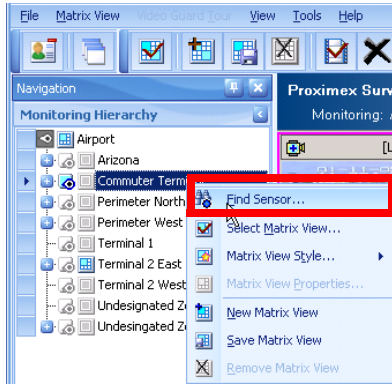 File Matrix View Video Guard Tour View Tools Help
Navigation
Proximex Surv
Monitoring Hierarchy
Monitoring:
Airport
[L
Arizona
Commuter Termi
Perimeter North
Find Sensor...
Perimeter West
Select Matrix View...
Terminal 1
Terminal 2 East
Matrix View Style...
Terminal 2 West
Matrix View Properties...
Undesignated Z
New Matrix View
Undesingated Z
Save Matrix View
Remove Matrix View